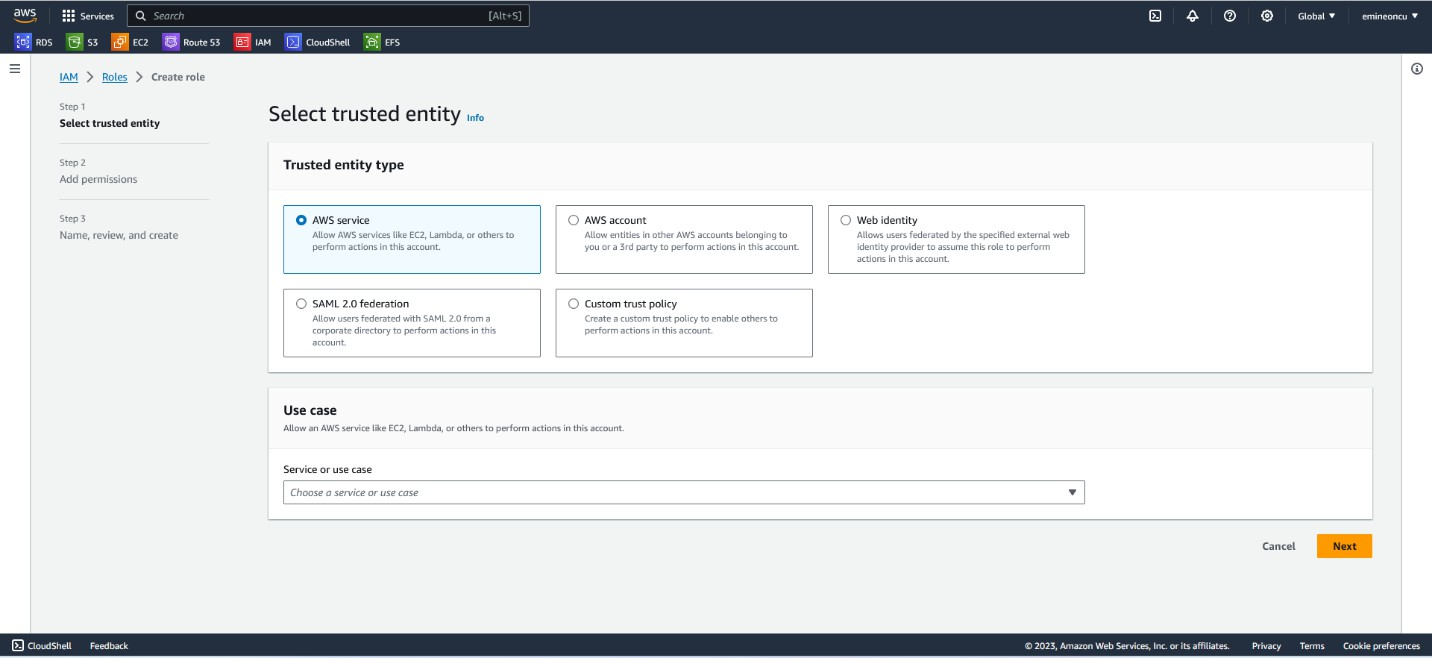 aws Services Search [Alt+S] Global ▼ emineoncu ▼
RDS S3 EC2 Route 53 IAM CloudShell EFS
IAM > Roles > Create role
Step 1
Select trusted entity
Step 2
Add permissions
Step 3
Name, review, and create
Select trusted entity Info
Trusted entity type
AWS service
Allow AWS services like EC2, Lambda, or others to
perform actions in this account.
AWS account
Allow entities in other AWS accounts belonging to
you or a 3rd party to perform actions in this account.
Web identity
Allows users federated by the specified external web
identity provider to assume this role to perform
actions in this account.
SAML 2.0 federation
Allow users federated with SAML 2.0 from a
corporate directory to perform actions in this
account.
Custom trust policy
Create a custom trust policy to enable others to
perform actions in this account.
Use case
Allow an AWS service like EC2, Lambda, or others to perform actions in this account.
Service or use case
Choose a service or use case
Cancel Next
CloudShell Feedback © 2023, Amazon Web Services, Inc. or its affiliates. Privacy Terms Cookie preferences